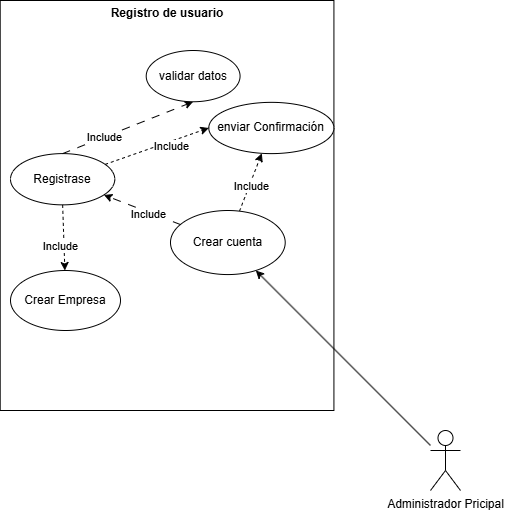 Registro de usuario
validar datos
enviar Confirmación
Include
Include
Registrase
Include
Include
Crear cuenta
Include
Crear Empresa
Administrador Pricipal